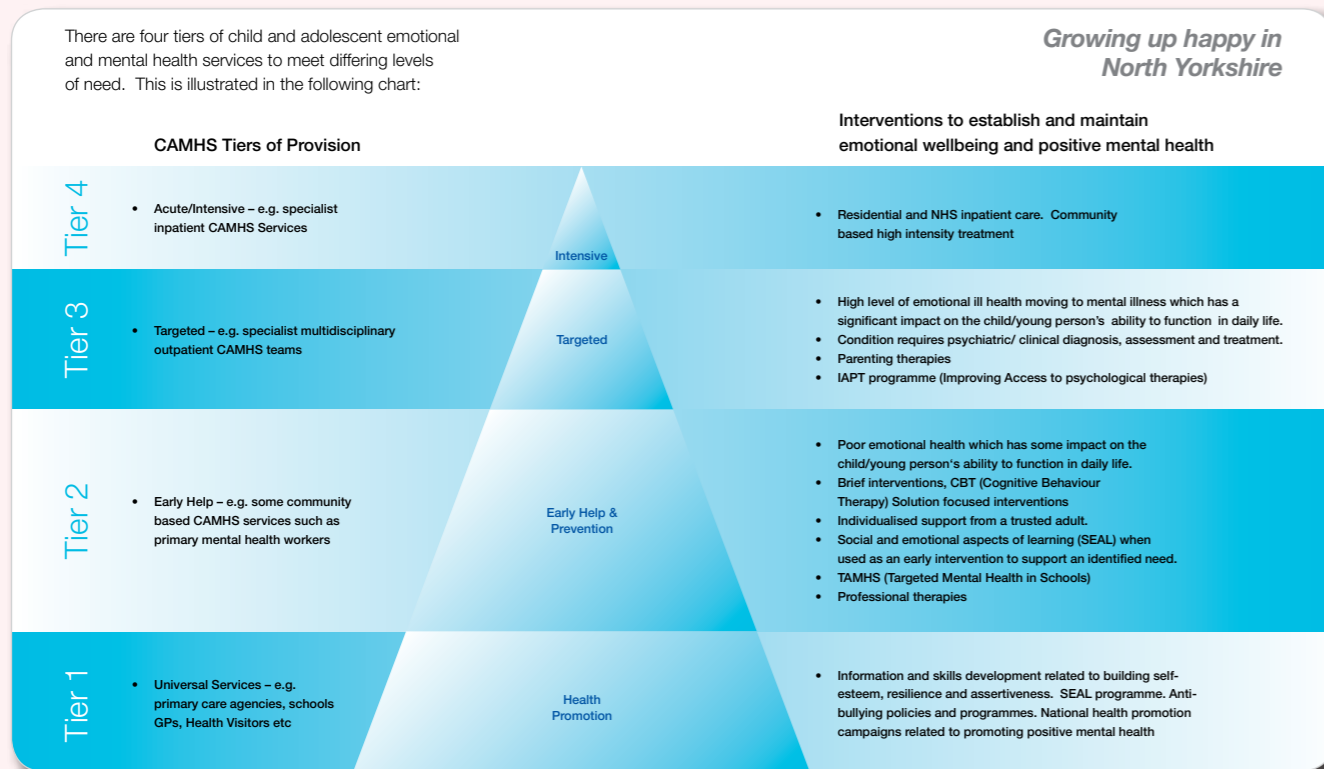 There are four tiers of child and adolescent emotional
and mental health services to meet differing levels
of need.  This is illustrated in the following chart:
Growing up happy in
North Yorkshire
CAMHS Tiers of Provision
Interventions to establish and maintain
emotional wellbeing and positive mental health
Tier 4
• Acute/Intensive – e.g. specialist
inpatient CAMHS Services
Intensive
• Residential and NHS inpatient care.  Community
based high intensity treatment
Tier 3
• Targeted – e.g. specialist multidisciplinary
outpatient CAMHS teams
Targeted
• High level of emotional ill health moving to mental illness which has a
significant impact on the child/young person's  ability to function  in daily life.
• Condition requires psychiatric/ clinical diagnosis, assessment and treatment.
• Parenting therapies
• IAPT programme (Improving Access to psychological therapies)
Tier 2
• Early Help – e.g. some community
based CAMHS services such as
primary mental health workers
Early Help &
Prevention
• Poor emotional health which has some impact on the
child/young person's ability to function in daily life.
• Brief interventions, CBT (Cognitive Behaviour
Therapy) Solution focused interventions
• Individualised support from a trusted adult.
• Social and emotional aspects of learning (SEAL) when
used as an early intervention to support an identified need.
• TAMHS (Targeted Mental Health in Schools)
• Professional therapies
Tier 1
• Universal Services – e.g.
primary care agencies, schools
GPs, Health Visitors etc
Health
Promotion
• Information and skills development related to building self-
esteem, resilience and assertiveness.  SEAL programme. Anti-
bullying policies and programmes. National health promotion
campaigns related to promoting positive mental health